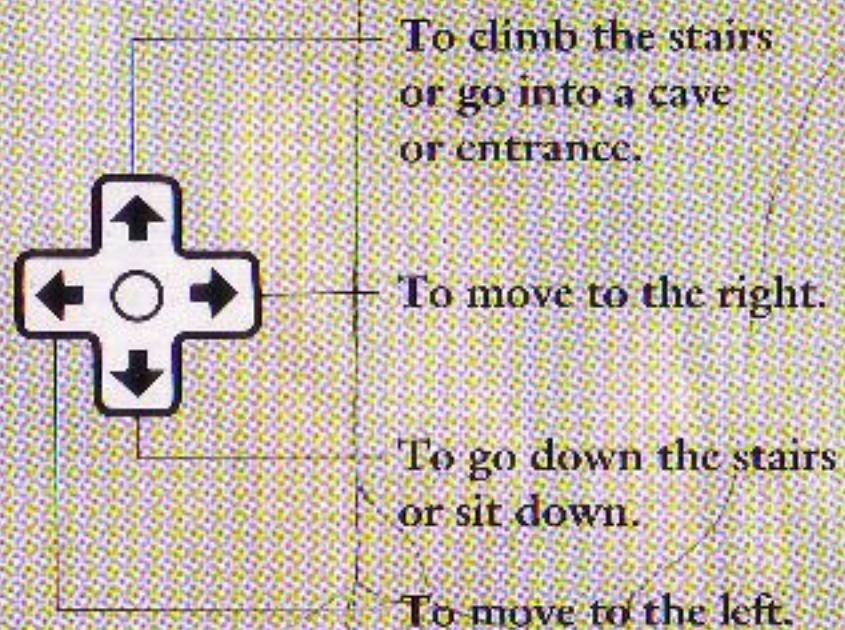 To climb the stairs
or go into a cave
or entrance.
To move to the right.
To go down the stairs
or sit down.
To move to the left.